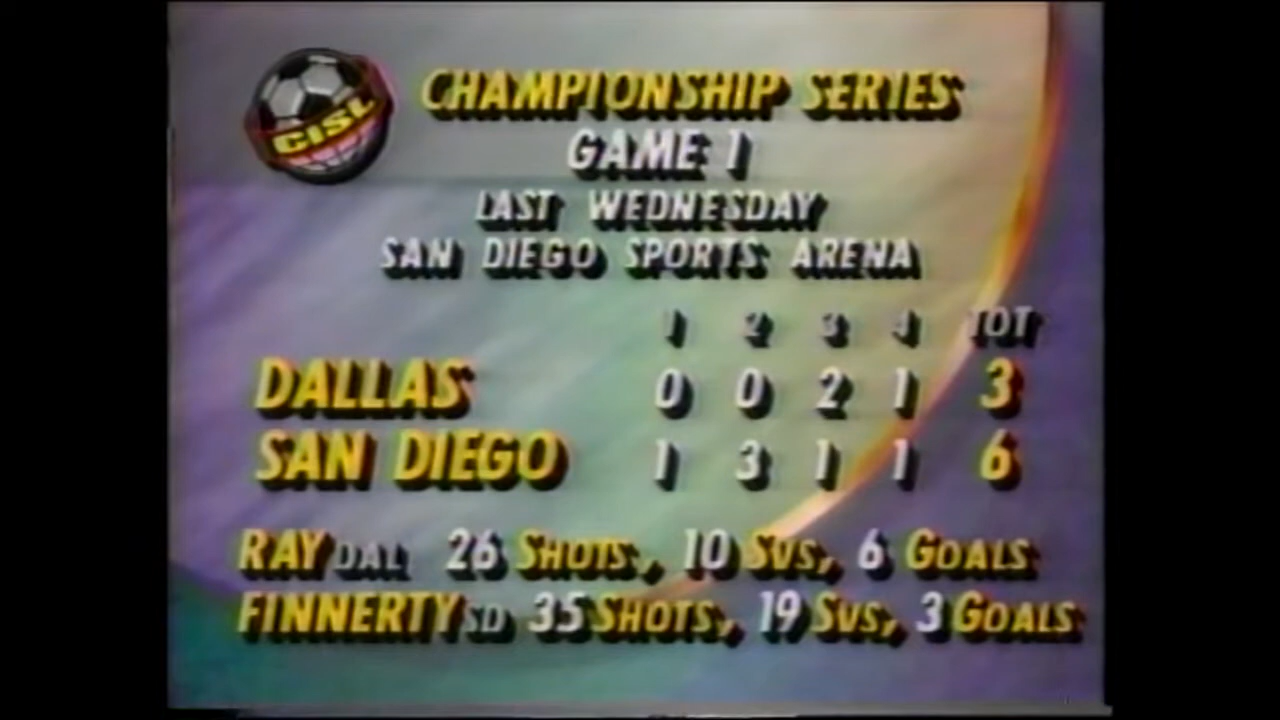 CISL
CHAMPIONSHIP SERIES
GAME 1
LAST WEDNESDAY
SAN DIEGO SPORTS ARENA
1 2 3 4 TOT
DALLAS 0 0 2 1 3
SAN DIEGO 1 3 1 1 6
RAY DAL 26 SHOTS, 10 SVS, 6 GOALS
FINNERTY SD 35 SHOTS, 19 SVS, 3 GOALS